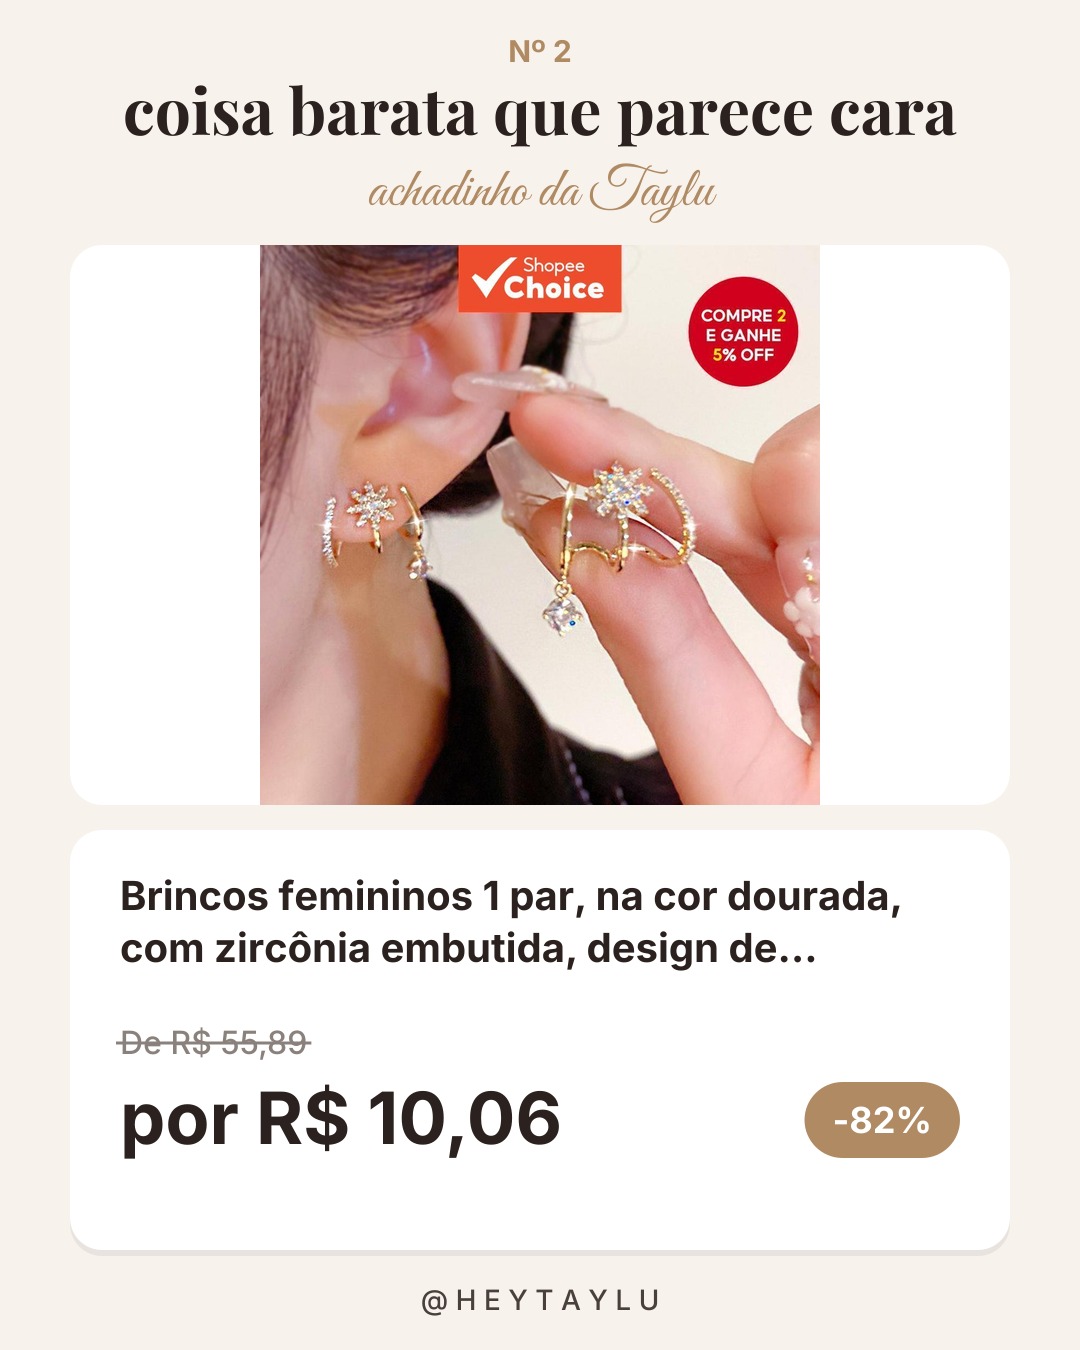 Nº 2
coisa barata que parece cara
achadinho da Taylu
Shopee
Choice
COMPRE 2
E GANHE
5% OFF
Brincos femininos 1 par, na cor dourada,
com zircônia embutida, design de...
De R$ 55,89
por R$ 10,06
-82%
@HEYTAYLU